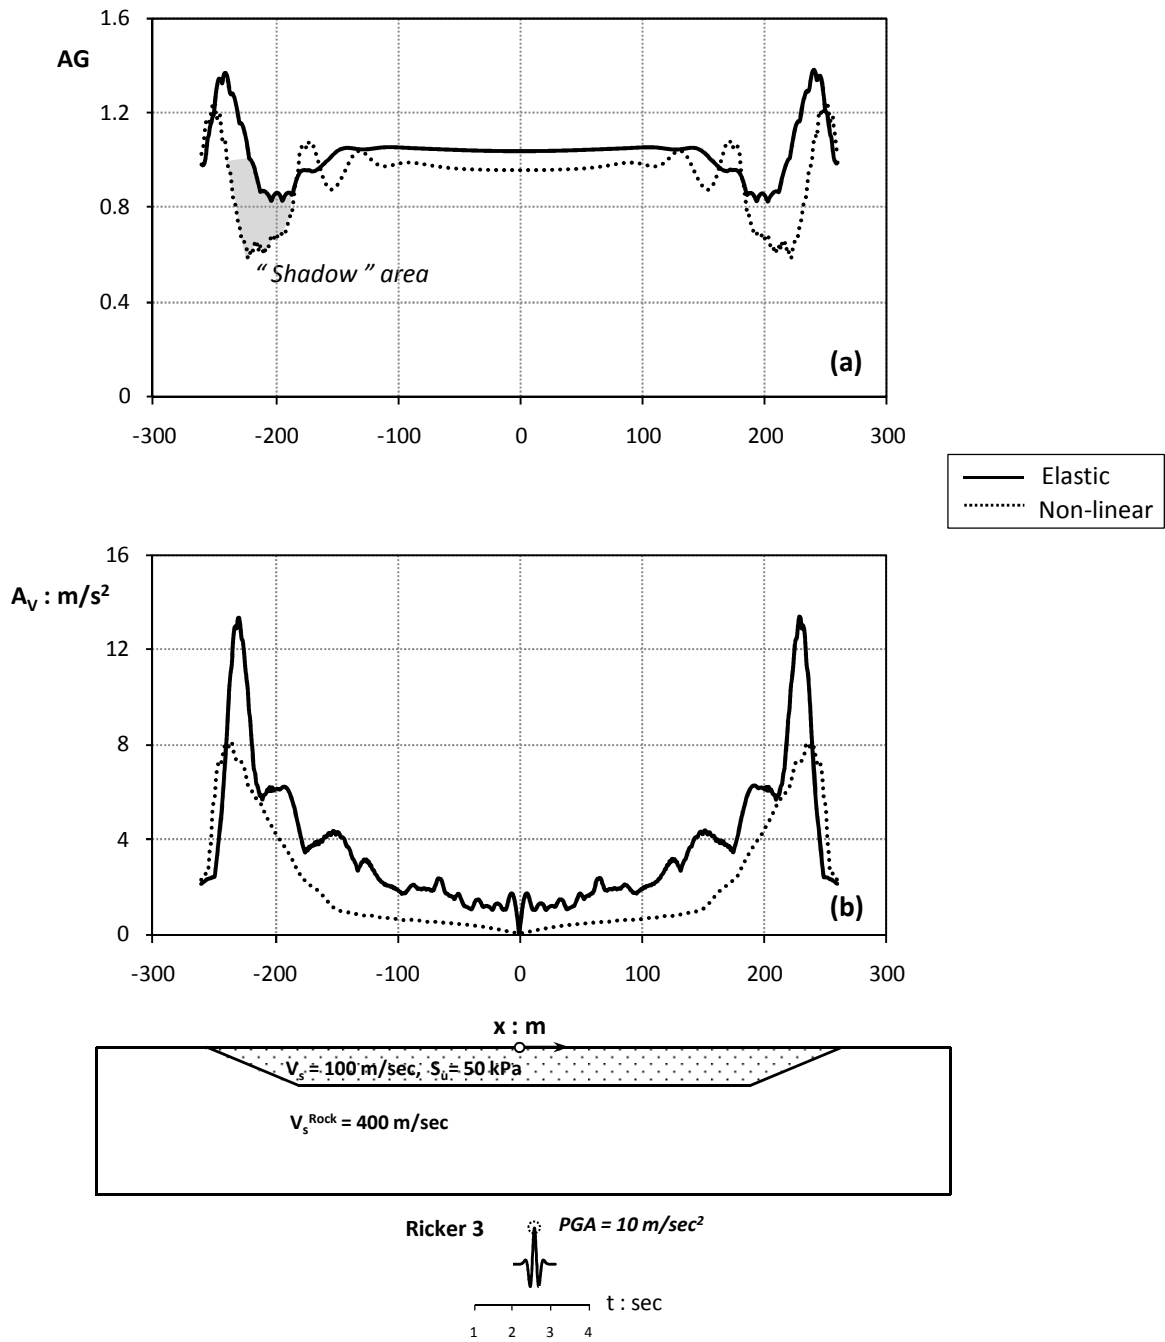 1.6
AG
1.2
0.8
“ Shadow ” area
0.4
(a)
0
-300 -200 -100 0 100 200 300
Elastic
Non-linear
16
A_V : m/s²
12
8
4
(b)
0
-300 -200 -100 0 100 200 300
x : m
V_s = 100 m/sec, S_u = 50 kPa
V_s^Rock = 400 m/sec
Ricker 3 PGA = 10 m/sec²
t : sec
1 2 3 4